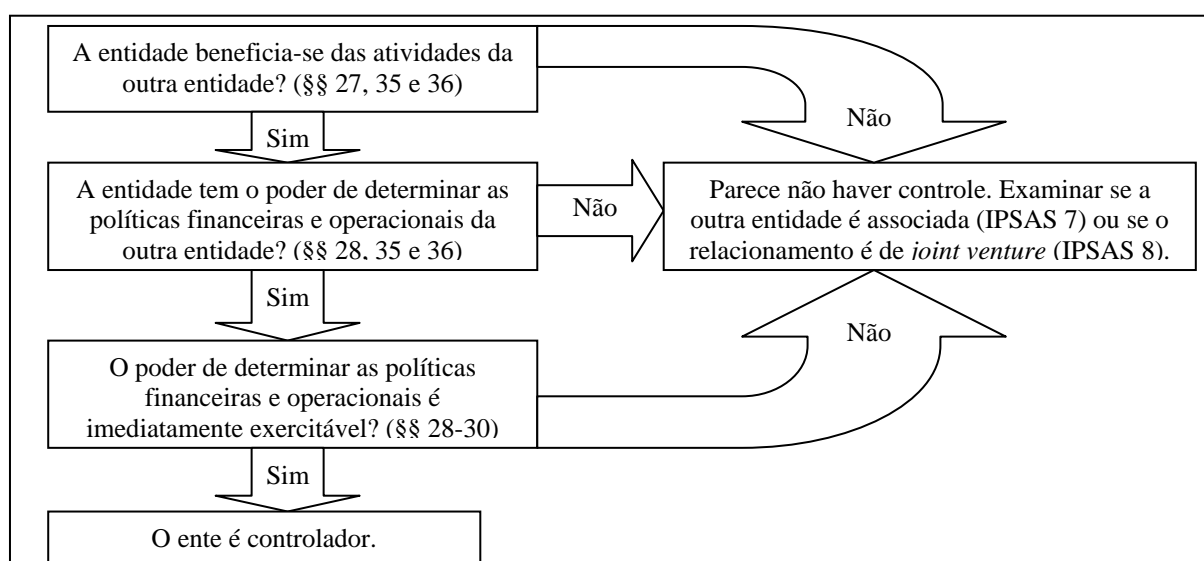 A entidade beneficia-se das atividades da
outra entidade? (§§ 27, 35 e 36)
Não
Sim
A entidade tem o poder de determinar as
políticas financeiras e operacionais da
outra entidade? (§§ 28, 35 e 36)
Não
Parece não haver controle. Examinar se a
outra entidade é associada (IPSAS 7) ou se o
relacionamento é de joint venture (IPSAS 8).
Sim
Não
O poder de determinar as políticas
financeiras e operacionais é
imediatamente exercitável? (§§ 28-30)
Sim
O ente é controlador.